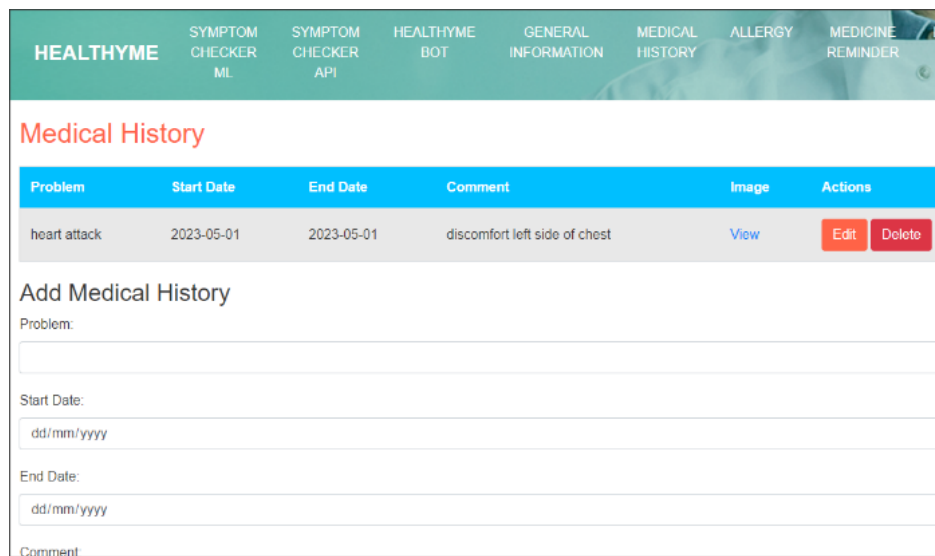 HEALTHYME
SYMPTOM CHECKER ML
SYMPTOM CHECKER API
HEALTHYME BOT
GENERAL INFORMATION
MEDICAL HISTORY
ALLERGY
MEDICINE REMINDER
Medical History
Problem Start Date End Date Comment Image Actions
heart attack 2023-05-01 2023-05-01 discomfort left side of chest View Edit Delete
Add Medical History
Problem:
Start Date:
dd/mm/yyyy
End Date:
dd/mm/yyyy
Comment: